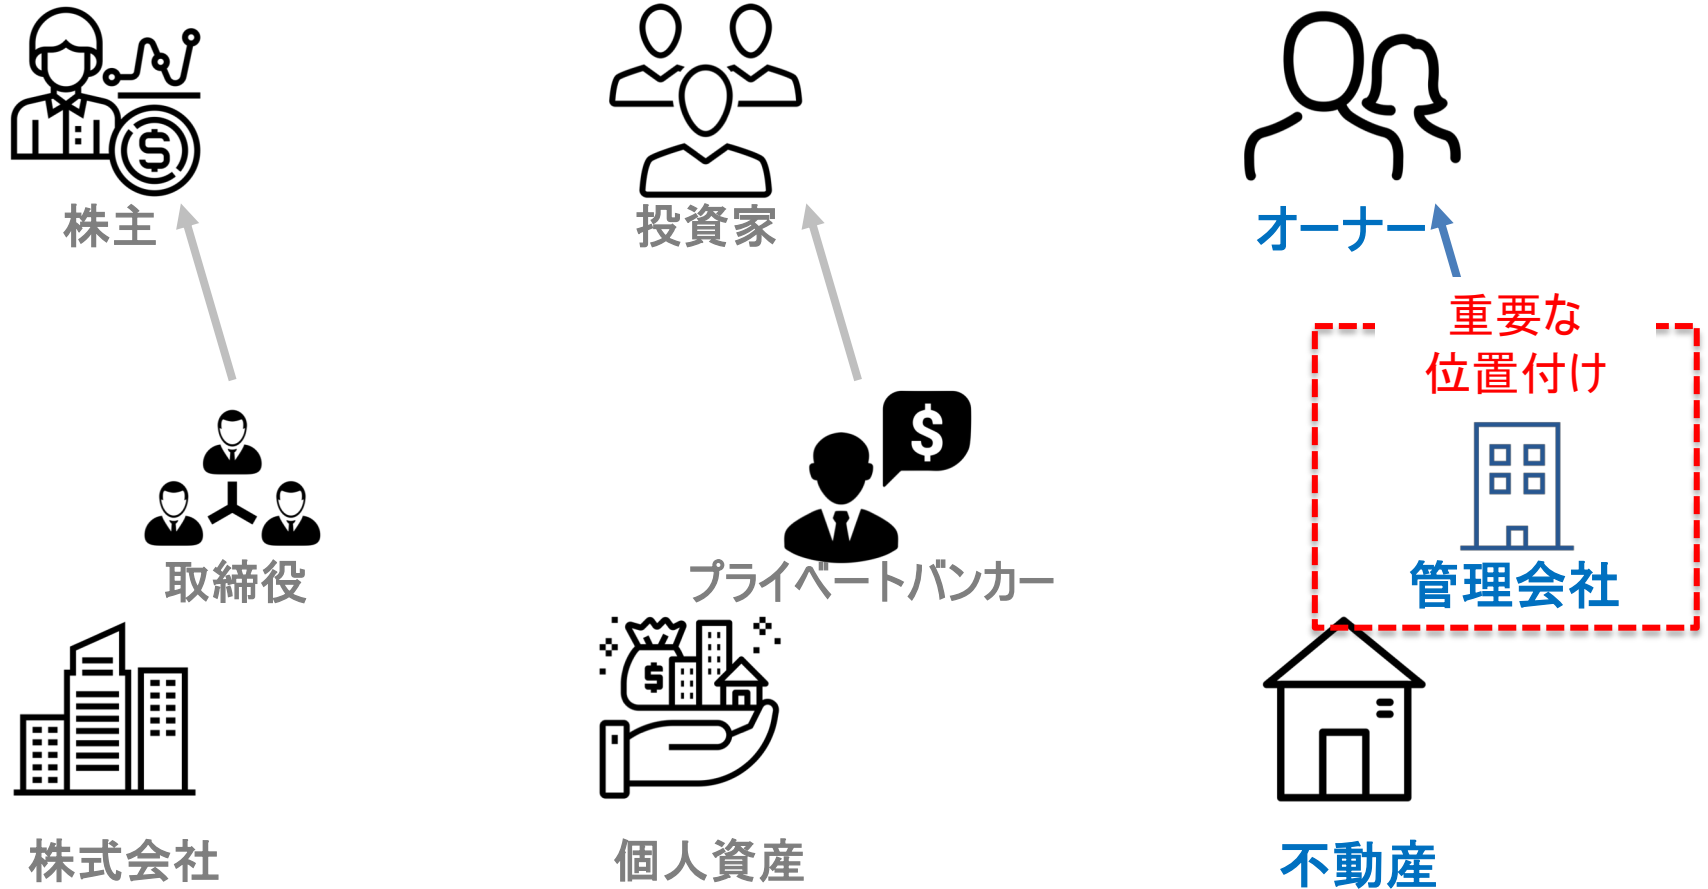 株主
投資家
オーナー
重要な
位置付け
取締役
プライベートバンカー
管理会社
株式会社
個人資産
不動産
$
$
$